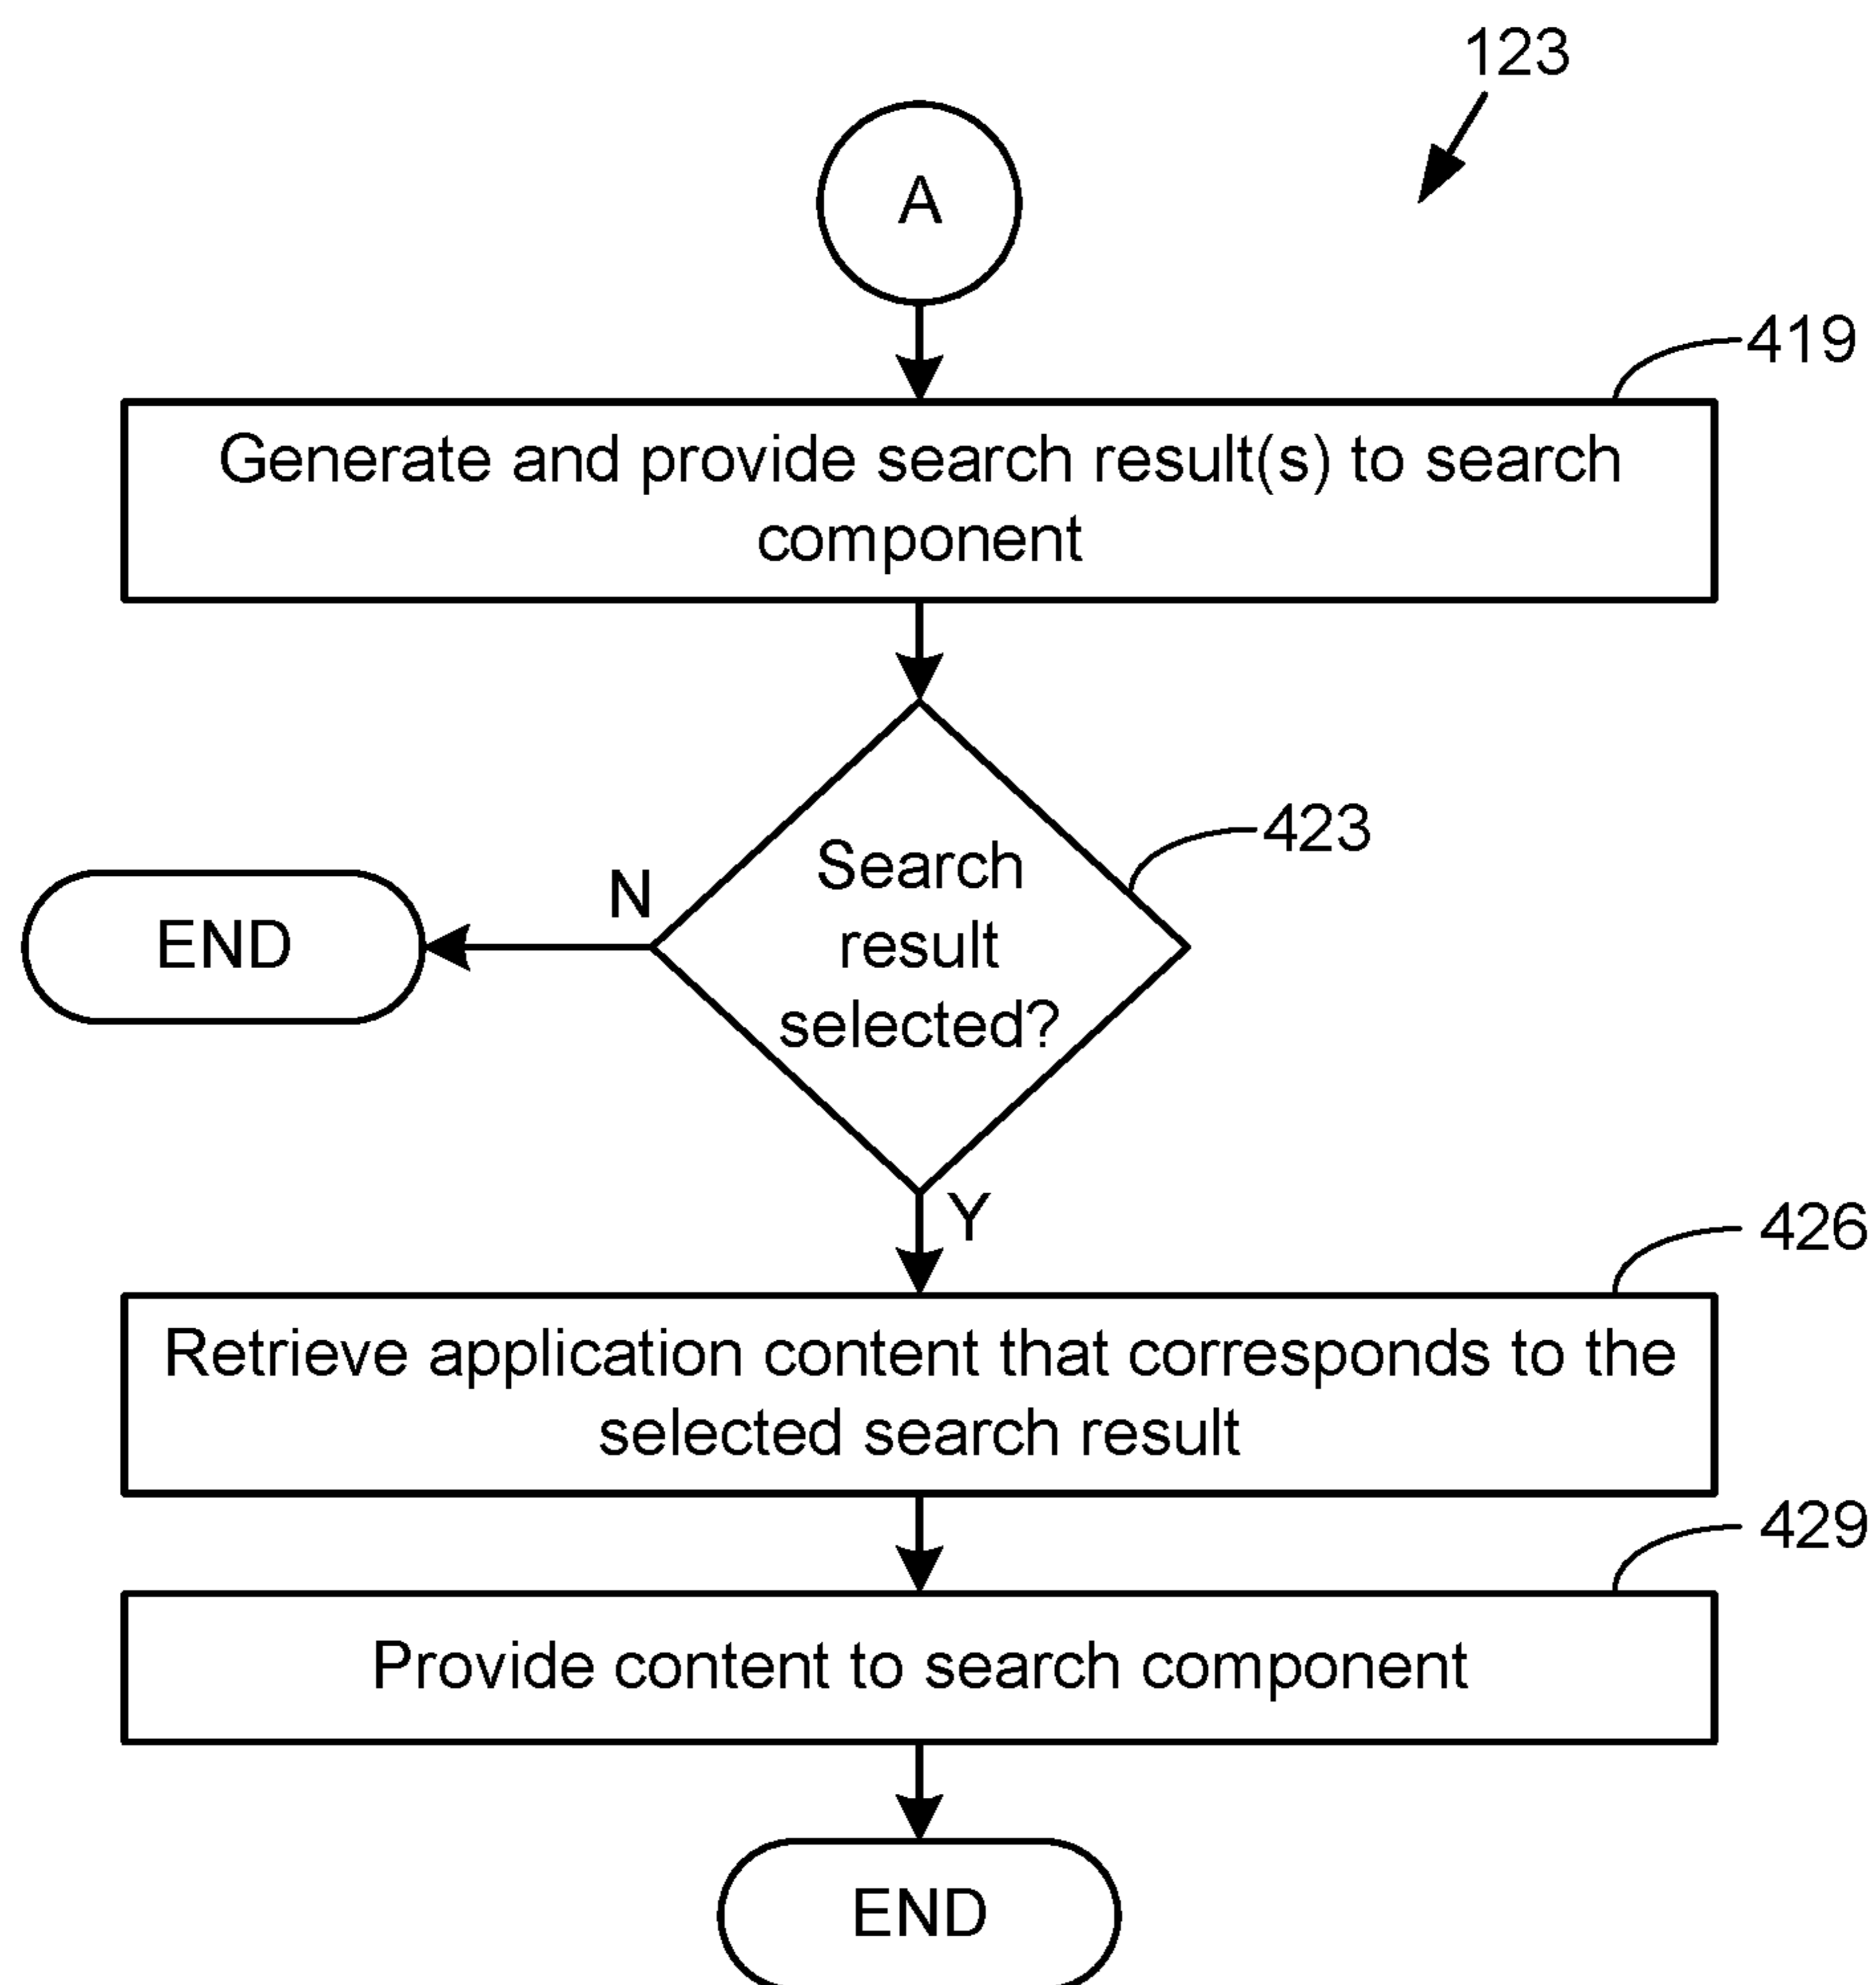 123
A
419
Generate and provide search result(s) to search
component
423
Search
result
selected?
N
END
Y
426
Retrieve application content that corresponds to the
selected search result
429
Provide content to search component
END